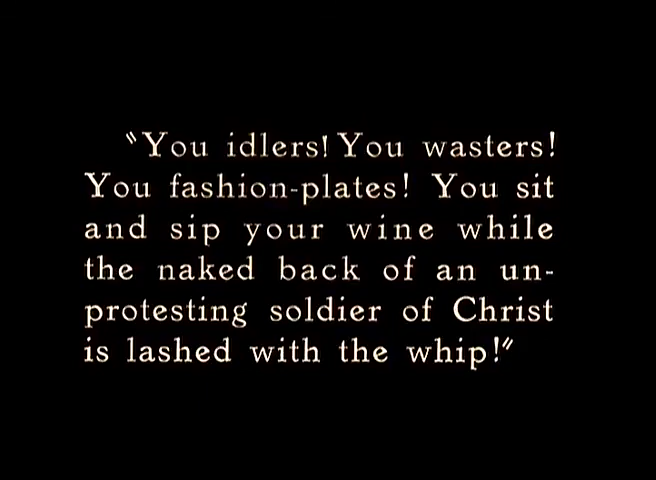 "You idlers! You wasters!
You fashion-plates! You sit
and sip your wine while
the naked back of an un-
protesting soldier of Christ
is lashed with the whip!"